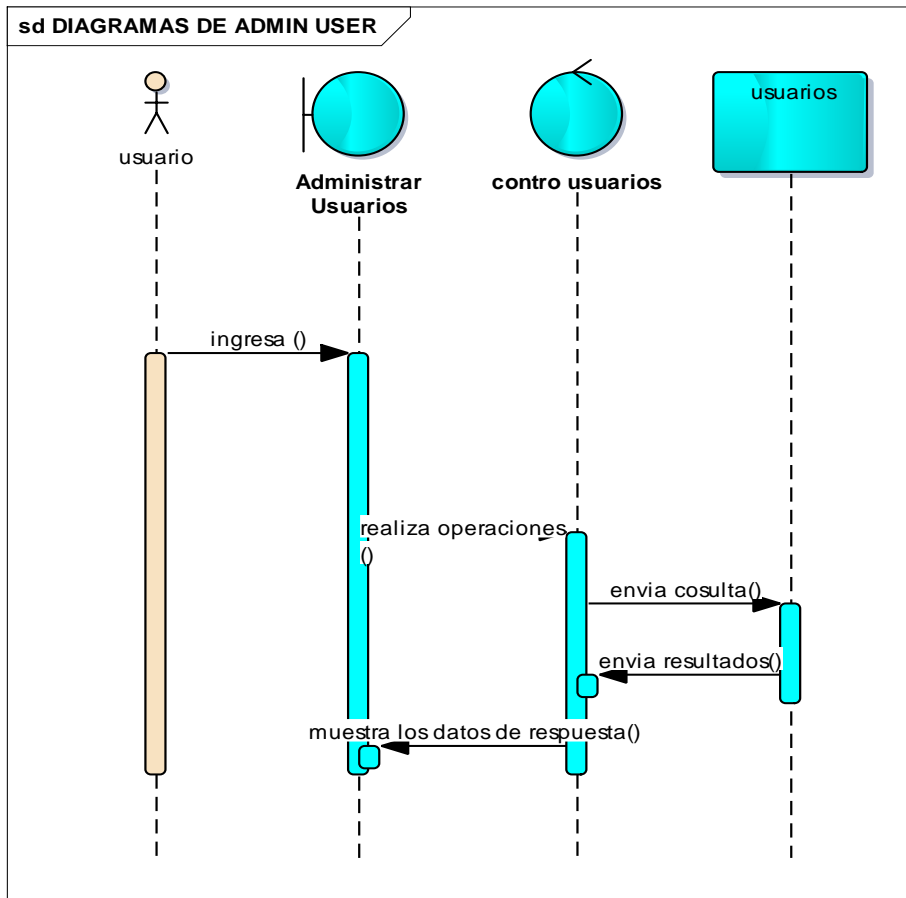 sd DIAGRAMAS DE ADMIN USER
usuario
Administrar
Usuarios
contro usuarios
usuarios
ingresa ()
realiza operaciones
()
envia cosulta()
envia resultados()
muestra los datos de respuesta()